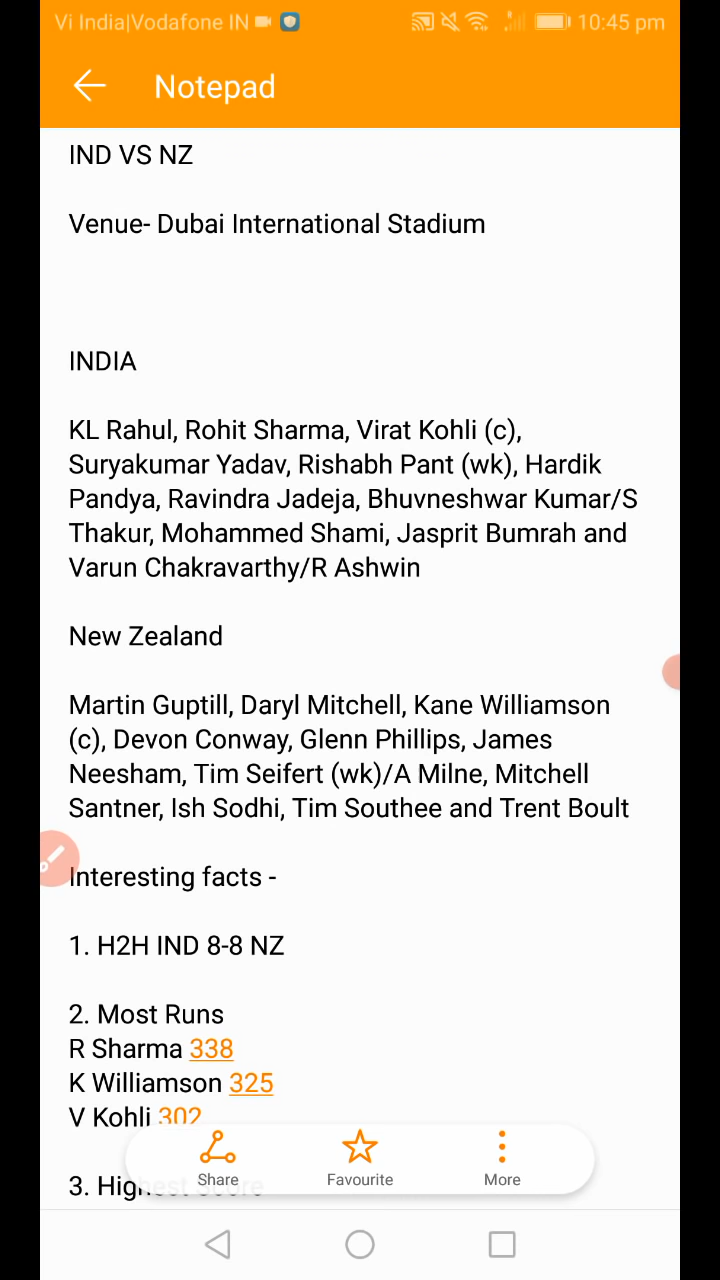 Vi India|Vodafone IN 10:45 pm
Notepad
IND VS NZ
Venue- Dubai International Stadium
INDIA
KL Rahul, Rohit Sharma, Virat Kohli (c),
Suryakumar Yadav, Rishabh Pant (wk), Hardik
Pandya, Ravindra Jadeja, Bhuvneshwar Kumar/S
Thakur, Mohammed Shami, Jasprit Bumrah and
Varun Chakravarthy/R Ashwin
New Zealand
Martin Guptill, Daryl Mitchell, Kane Williamson
(c), Devon Conway, Glenn Phillips, James
Neesham, Tim Seifert (wk)/A Milne, Mitchell
Santner, Ish Sodhi, Tim Southee and Trent Boult
Interesting facts -
1. H2H IND 8-8 NZ
2. Most Runs
R Sharma 338
K Williamson 325
V Kohli 302
3. Highest Score
Share Favourite More